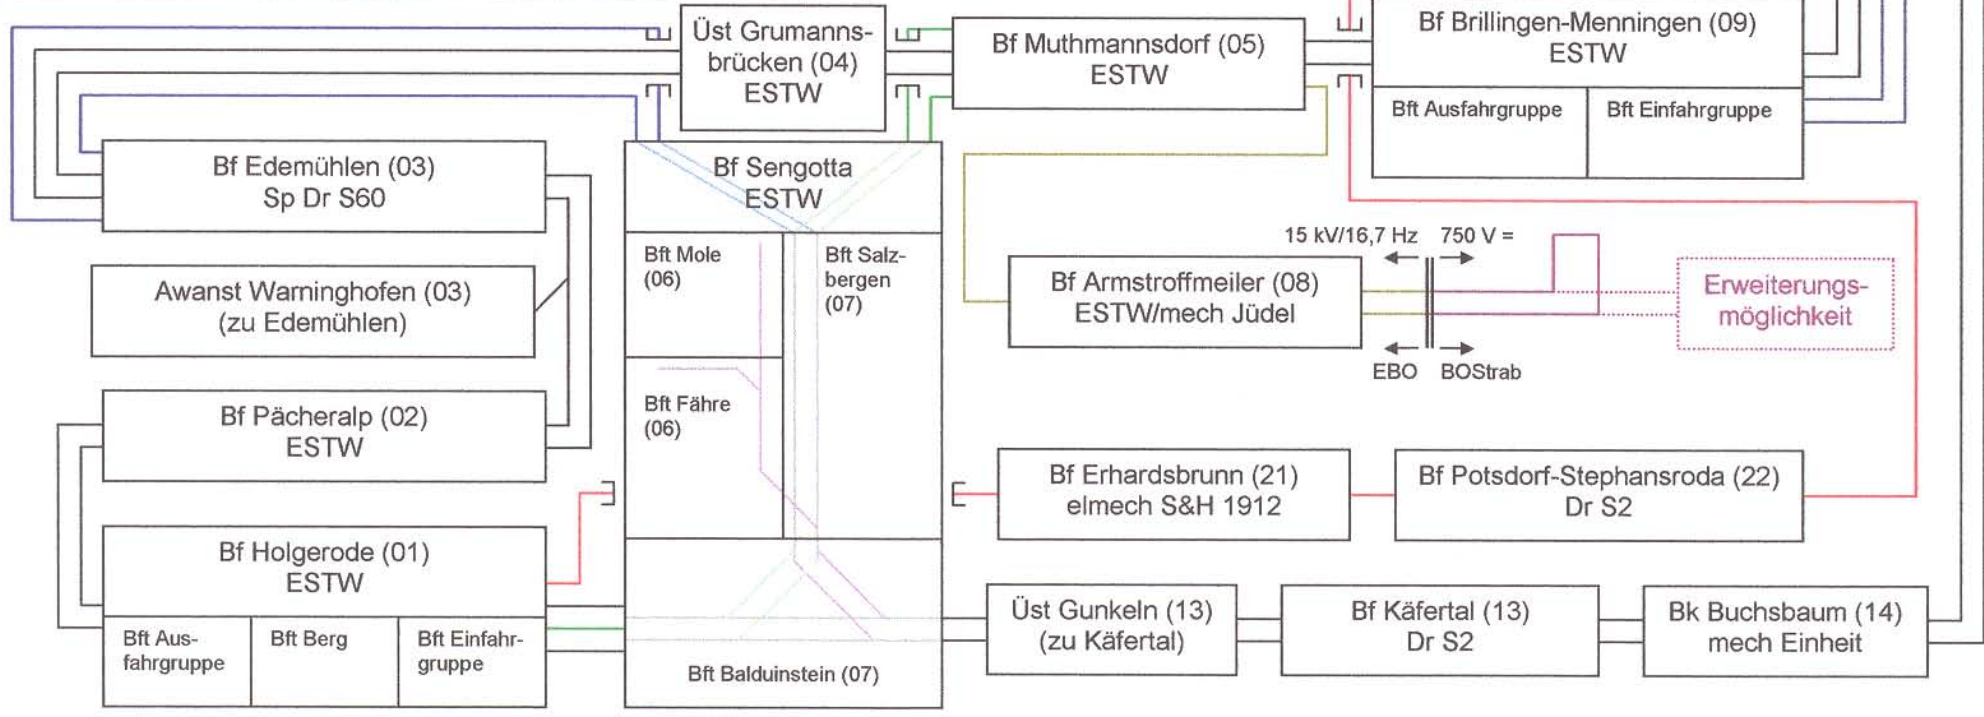 Üst Grumanns-
brücken (04)
ESTW
Bf Muthmannsdorf (05)
ESTW
Bf Brillingen-Menningen (09)
ESTW
Bft Ausfahrgruppe
Bft Einfahrgruppe
Bf Edemühlen (03)
Sp Dr S60
Bf Sengotta
ESTW
Awanst Warninghofen (03)
(zu Edemühlen)
Bft Mole
(06)
Bft Salz-
bergen
(07)
Bf Armstroffmeiler (08)
ESTW/mech Jüdel
15 kV/16,7 Hz
750 V =
EBO
BOStrab
Erweiterungs-
möglichkeit
Bf Pächeralp (02)
ESTW
Bft Fähre
(06)
Bf Erhardsbrunn (21)
elmech S&H 1912
Bf Potsdorf-Stephansroda (22)
Dr S2
Bf Holgerode (01)
ESTW
Bft Aus-
fahrgruppe
Bft Berg
Bft Einfahr-
gruppe
Bft Balduinstein (07)
Üst Gunkeln (13)
(zu Käfertal)
Bf Käfertal (13)
Dr S2
Bk Buchsbaum (14)
mech Einheit